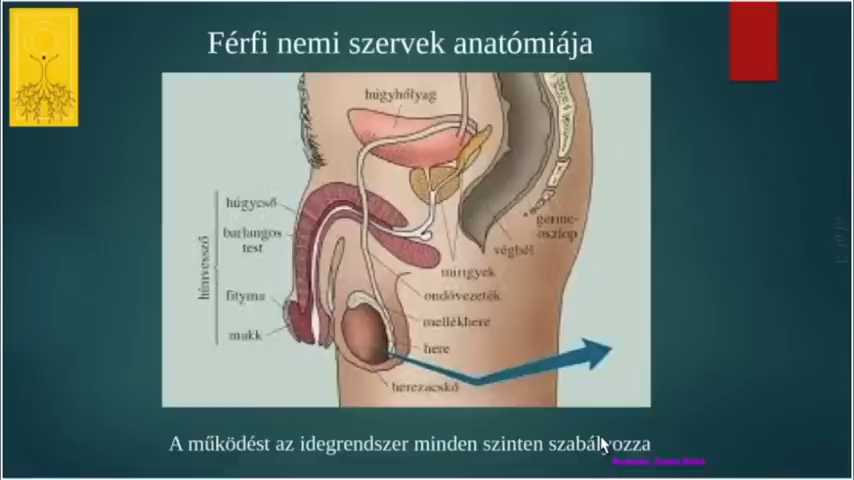 Férfi nemi szervek anatómiája
húgyhólyag
húgycső
barlangos
test
hímvessző
fityma
makk
gerinc-
oszlop
végbél
mirigyek
ondóvezeték
mellékhere
here
herezacskó
A működést az idegrendszer minden szinten szabályozza